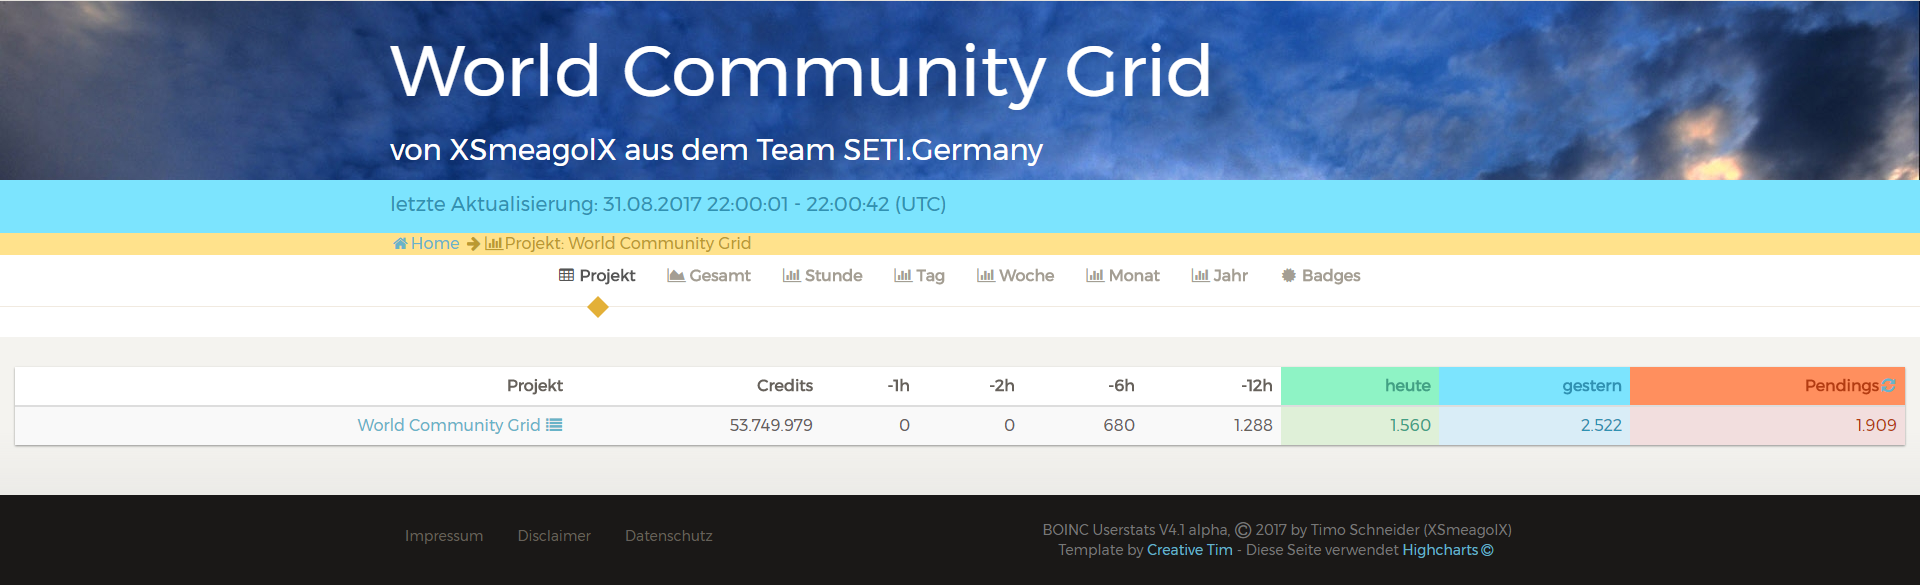 World Community Grid
von XSmeagolX aus dem Team SETI.Germany
letzte Aktualisierung: 31.08.2017 22:00:01 - 22:00:42 (UTC)
Home Projekt: World Community Grid
Projekt Gesamt Stunde Tag Woche Monat Jahr Badges
Projekt Credits -1h -2h -6h -12h heute gestern Pendings
World Community Grid 53.749.979 0 0 680 1.288 1.560 2.522 1.909
Impressum Disclaimer Datenschutz
BOINC Userstats V4.1 alpha, © 2017 by Timo Schneider (XSmeagolX)
Template by Creative Tim - Diese Seite verwendet Highcharts ©